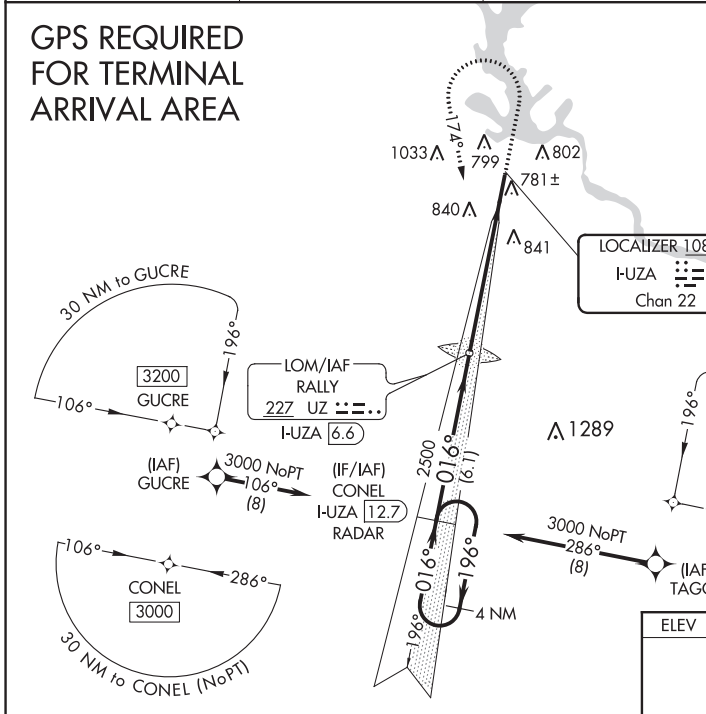 GPS REQUIRED
FOR TERMINAL
ARRIVAL AREA
174°
1033
799
802
781±
840
841
LOCALIZER 108
I-UZA
Chan 22
30 NM to GUCRE
196°
3200
GUCRE
106°
LOM/IAF
RALLY
227 UZ
I-UZA 6.6
1289
196°
(IAF)
GUCRE
3000 NoPT
106°
(8)
(IF/IAF)
CONEL
I-UZA 12.7
RADAR
2500
016°
(6.1)
3000 NoPT
286°
(8)
(IAF
TAGO
106°
286°
CONEL
3000
30 NM to CONEL (NoPT)
016°
196°
196°
4 NM
ELEV